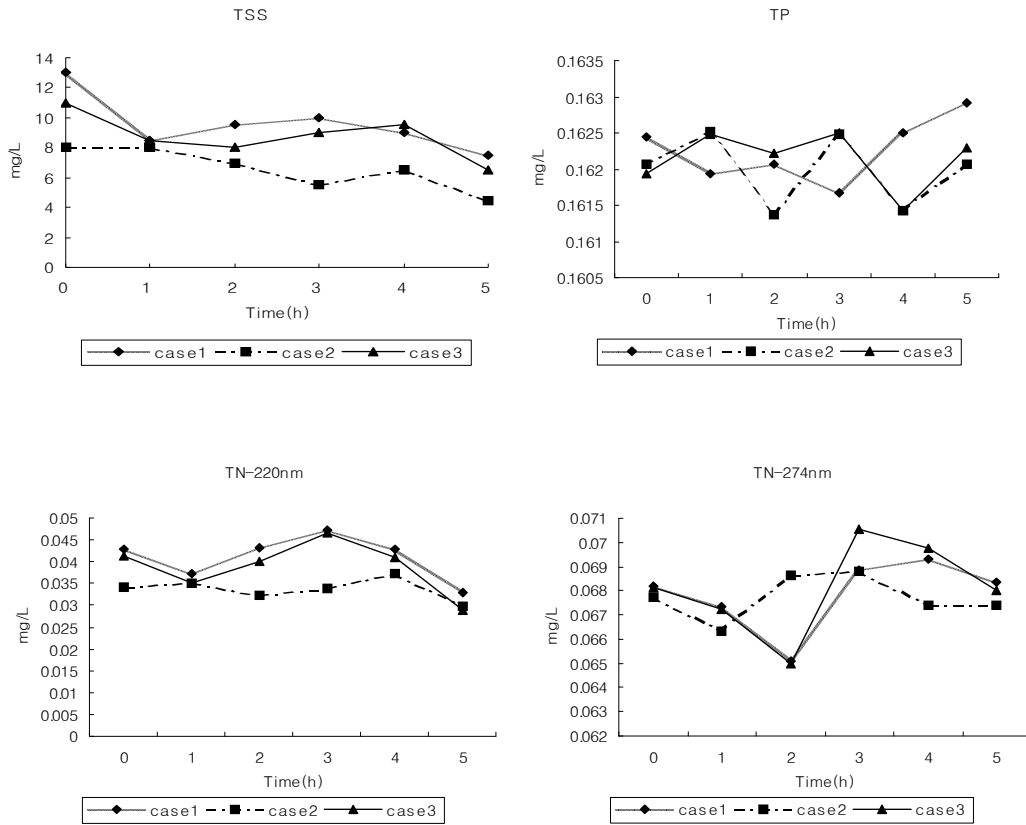 TSS
14
12
10
8
6
4
2
0
mg/L
0 1 2 3 4 5
Time(h)
case1 case2 case3
TP
0.1635
0.163
0.1625
0.162
0.1615
0.161
0.1605
mg/L
0 1 2 3 4 5
Time(h)
case1 case2 case3
TN-220nm
0.05
0.045
0.04
0.035
0.03
0.025
0.02
0.015
0.01
0.005
0
mg/L
0 1 2 3 4 5
Time(h)
case1 case2 case3
TN-274nm
0.071
0.07
0.069
0.068
0.067
0.066
0.065
0.064
0.063
0.062
mg/L
0 1 2 3 4 5
Time(h)
case1 case2 case3